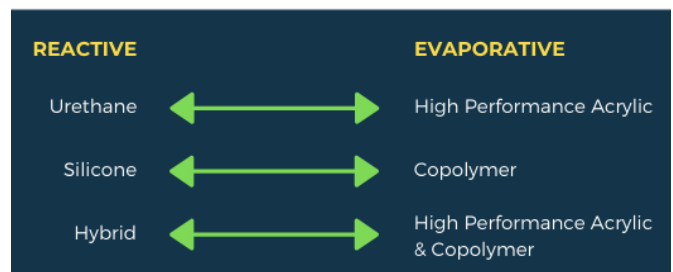 REACTIVE EVAPORATIVE
Urethane High Performance Acrylic
Silicone Copolymer
Hybrid High Performance Acrylic
& Copolymer